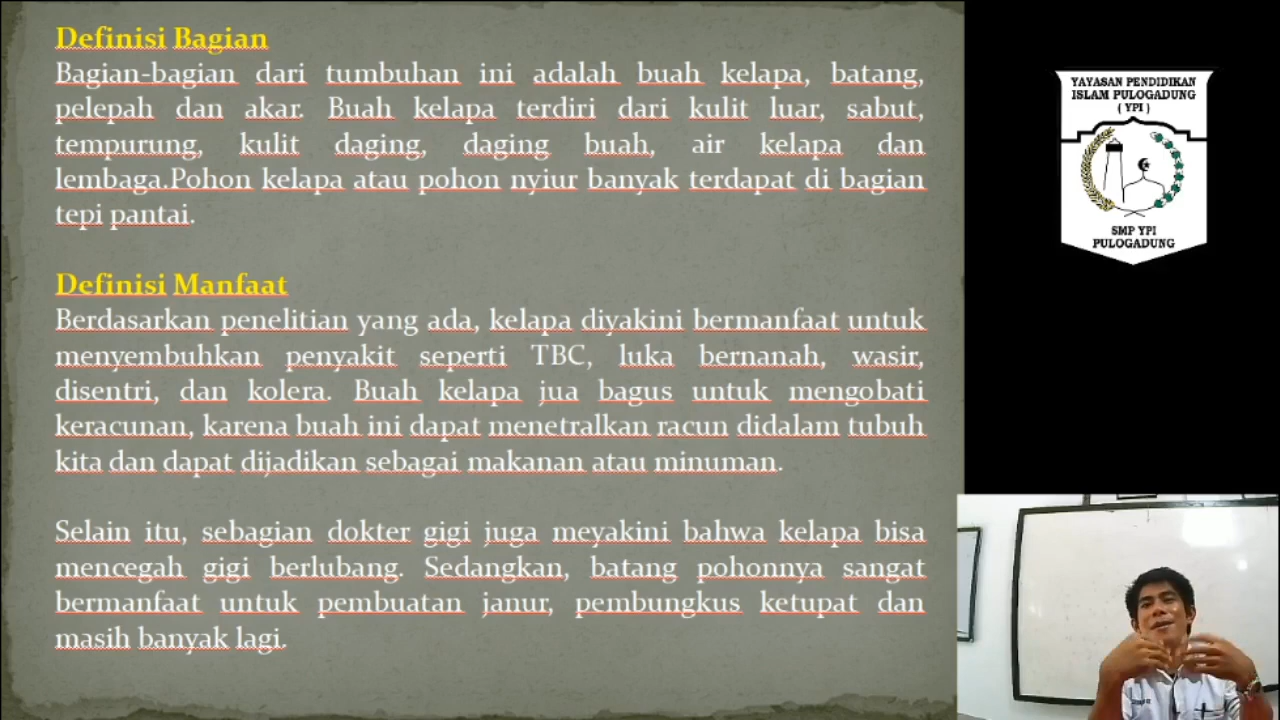 Definisi Bagian
Bagian-bagian dari tumbuhan ini adalah buah kelapa, batang,
pelepah dan akar. Buah kelapa terdiri dari kulit luar, sabut,
tempurung, kulit daging, daging buah, air kelapa dan
lembaga.Pohon kelapa atau pohon nyiur banyak terdapat di bagian
tepi pantai.
Definisi Manfaat
Berdasarkan penelitian yang ada, kelapa diyakini bermanfaat untuk
menyembuhkan penyakit seperti TBC, luka bernanah, wasir,
disentri, dan kolera. Buah kelapa jua bagus untuk mengobati
keracunan, karena buah ini dapat menetralkan racun didalam tubuh
kita dan dapat dijadikan sebagai makanan atau minuman.
Selain itu, sebagian dokter gigi juga meyakini bahwa kelapa bisa
mencegah gigi berlubang. Sedangkan, batang pohonnya sangat
bermanfaat untuk pembuatan janur, pembungkus ketupat dan
masih banyak lagi.
YAYASAN PENDIDIKAN
ISLAM PULOGADUNG
( YPI )
SMP YPI
PULOGADUNG